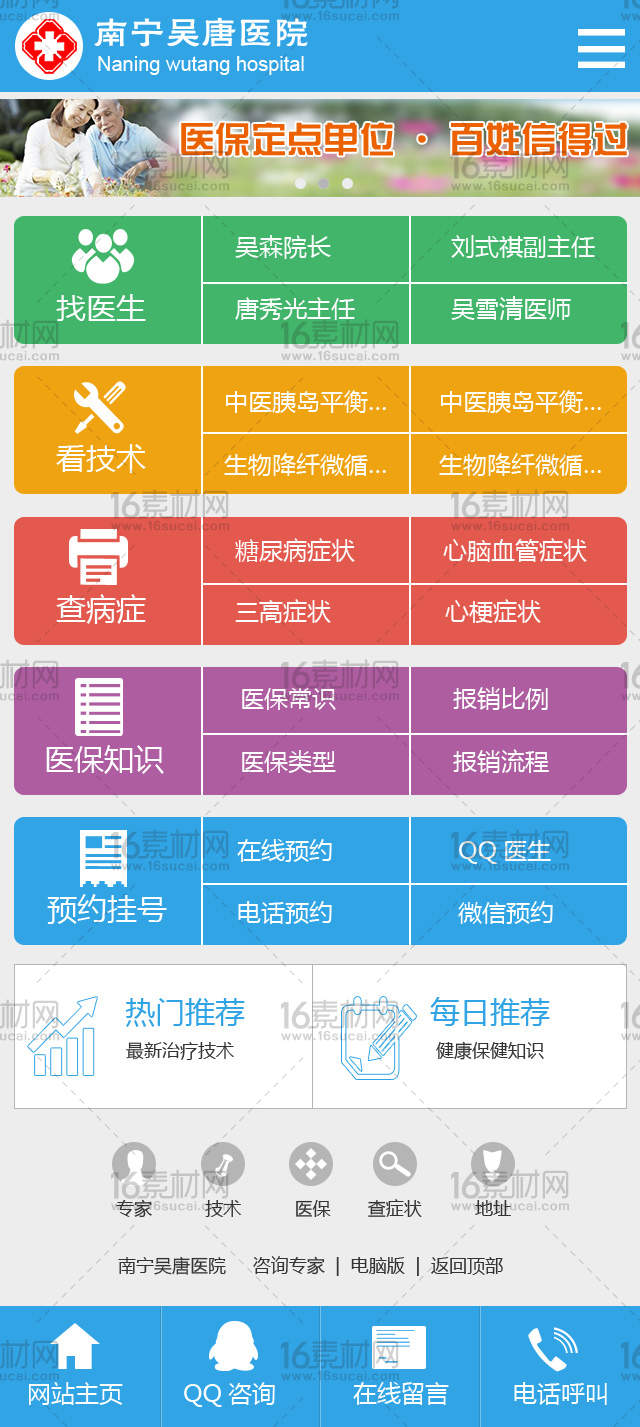 南宁吴唐医院
Naning wutang hospital
医保定点单位 · 百姓信得过
找医生
吴森院长
刘式祺副主任
唐秀光主任
吴雪清医师
看技术
中医胰岛平衡...
中医胰岛平衡...
生物降纤微循...
生物降纤微循...
查病症
糖尿病症状
心脑血管症状
三高症状
心梗症状
医保知识
医保常识
报销比例
医保类型
报销流程
预约挂号
在线预约
QQ 医生
电话预约
微信预约
热门推荐
最新治疗技术
每日推荐
健康保健知识
专家 技术 医保 查症状 地址
南宁吴唐医院 咨询专家 | 电脑版 | 返回顶部
网站主页 QQ 咨询 在线留言 电话呼叫
16素材网
www.16sucai.com